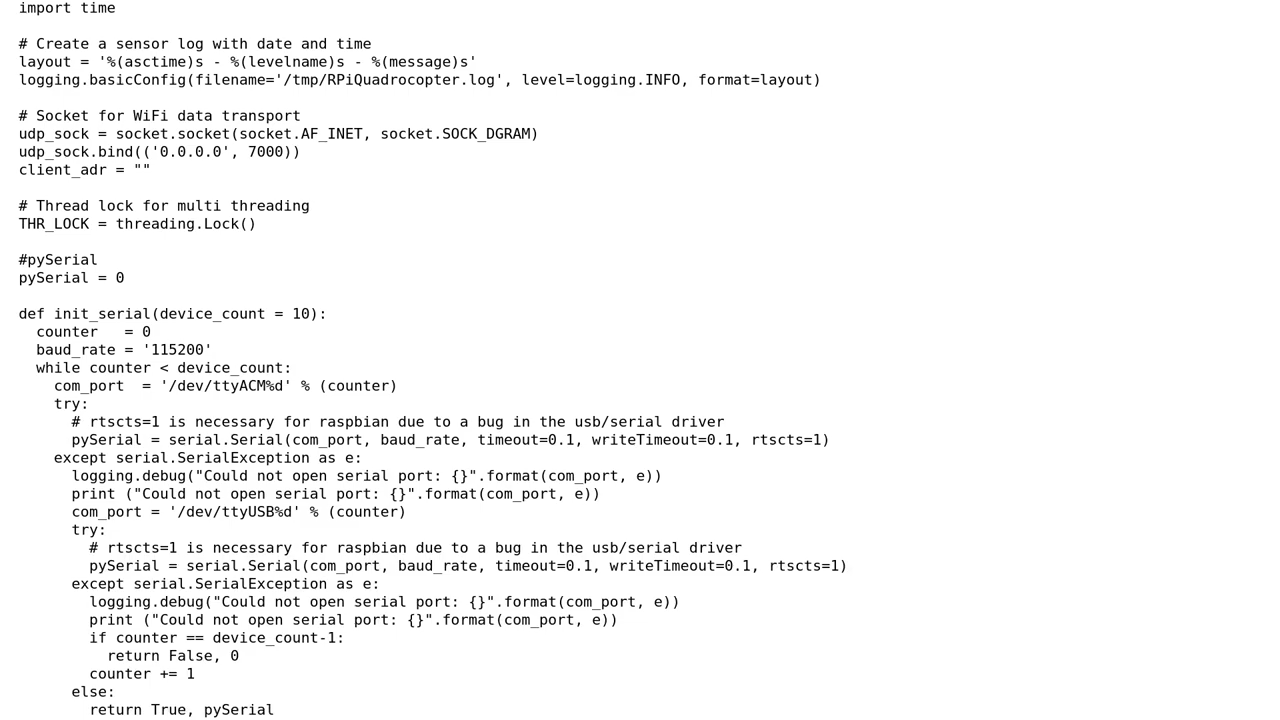 import time

# Create a sensor log with date and time
layout = '%(asctime)s - %(levelname)s - %(message)s'
logging.basicConfig(filename='/tmp/RPiQuadrocopter.log', level=logging.INFO, format=layout)

# Socket for WiFi data transport
udp_sock = socket.socket(socket.AF_INET, socket.SOCK_DGRAM)
udp_sock.bind(('0.0.0.0', 7000))
client_adr = ""

# Thread lock for multi threading
THR_LOCK = threading.Lock()

#pySerial
pySerial = 0

def init_serial(device_count = 10):
  counter   = 0
  baud_rate = '115200'
  while counter < device_count:
    com_port  = '/dev/ttyACM%d' % (counter)
    try:
      # rtscts=1 is necessary for raspbian due to a bug in the usb/serial driver
      pySerial = serial.Serial(com_port, baud_rate, timeout=0.1, writeTimeout=0.1, rtscts=1)
    except serial.SerialException as e:
      logging.debug("Could not open serial port: {}".format(com_port, e))
      print ("Could not open serial port: {}".format(com_port, e))
      com_port = '/dev/ttyUSB%d' % (counter)
      try:
        # rtscts=1 is necessary for raspbian due to a bug in the usb/serial driver
        pySerial = serial.Serial(com_port, baud_rate, timeout=0.1, writeTimeout=0.1, rtscts=1)
      except serial.SerialException as e:
        logging.debug("Could not open serial port: {}".format(com_port, e))
        print ("Could not open serial port: {}".format(com_port, e))
        if counter == device_count-1:
          return False, 0
        counter += 1
      else:
        return True, pySerial